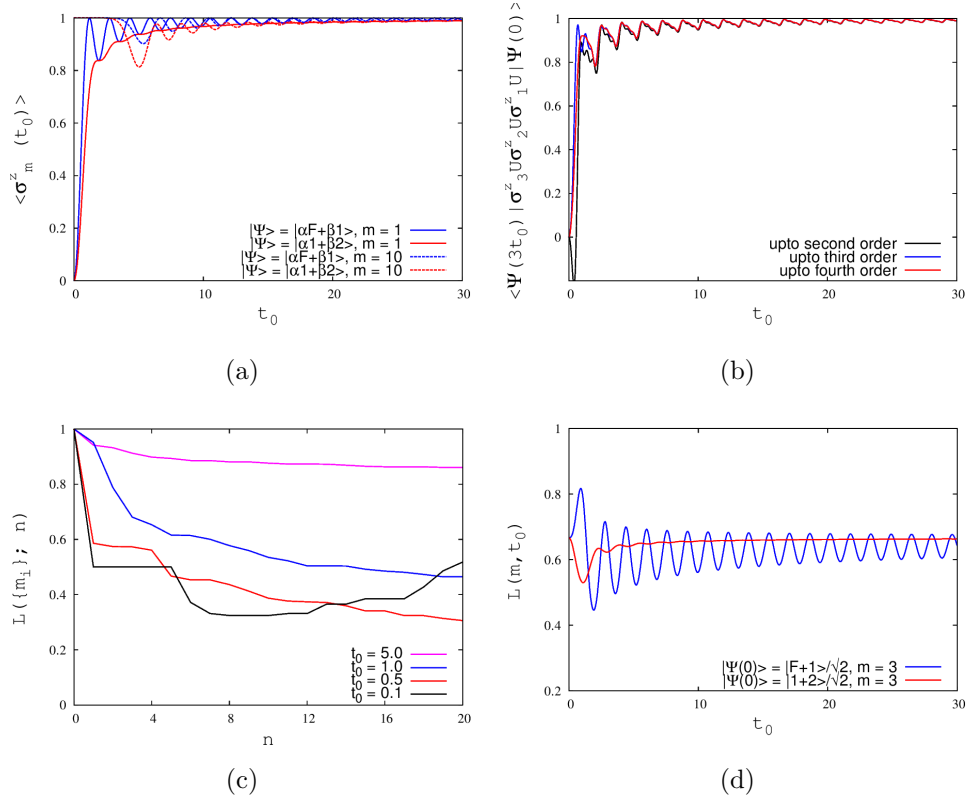 1
0.8
0.6
0.4
0.2
0
0
10
20
30
<σ^z_m (t_0)>
t_0
|Ψ> = |αF+β1>, m = 1
|Ψ> = |α1+β2>, m = 1
|Ψ> = |αF+β1>, m = 10
|Ψ> = |α1+β2>, m = 10
(a)
1
0.8
0.6
0.4
0.2
0
0
10
20
30
<Ψ(3t_0)|σ^z_3Uσ^z_2Uσ^z_1U|Ψ(0)>
t_0
upto second order
upto third order
upto fourth order
(b)
1
0.8
0.6
0.4
0.2
0
0
4
8
12
16
20
L({m_i}; n)
n
t_0 = 5.0
t_0 = 1.0
t_0 = 0.5
t_0 = 0.1
(c)
1
0.8
0.6
0.4
0.2
0
10
20
30
L(m,t_0)
t_0
|Ψ(0)> = |F+1>/√2, m = 3
|Ψ(0)> = |1+2>/√2, m = 3
(d)